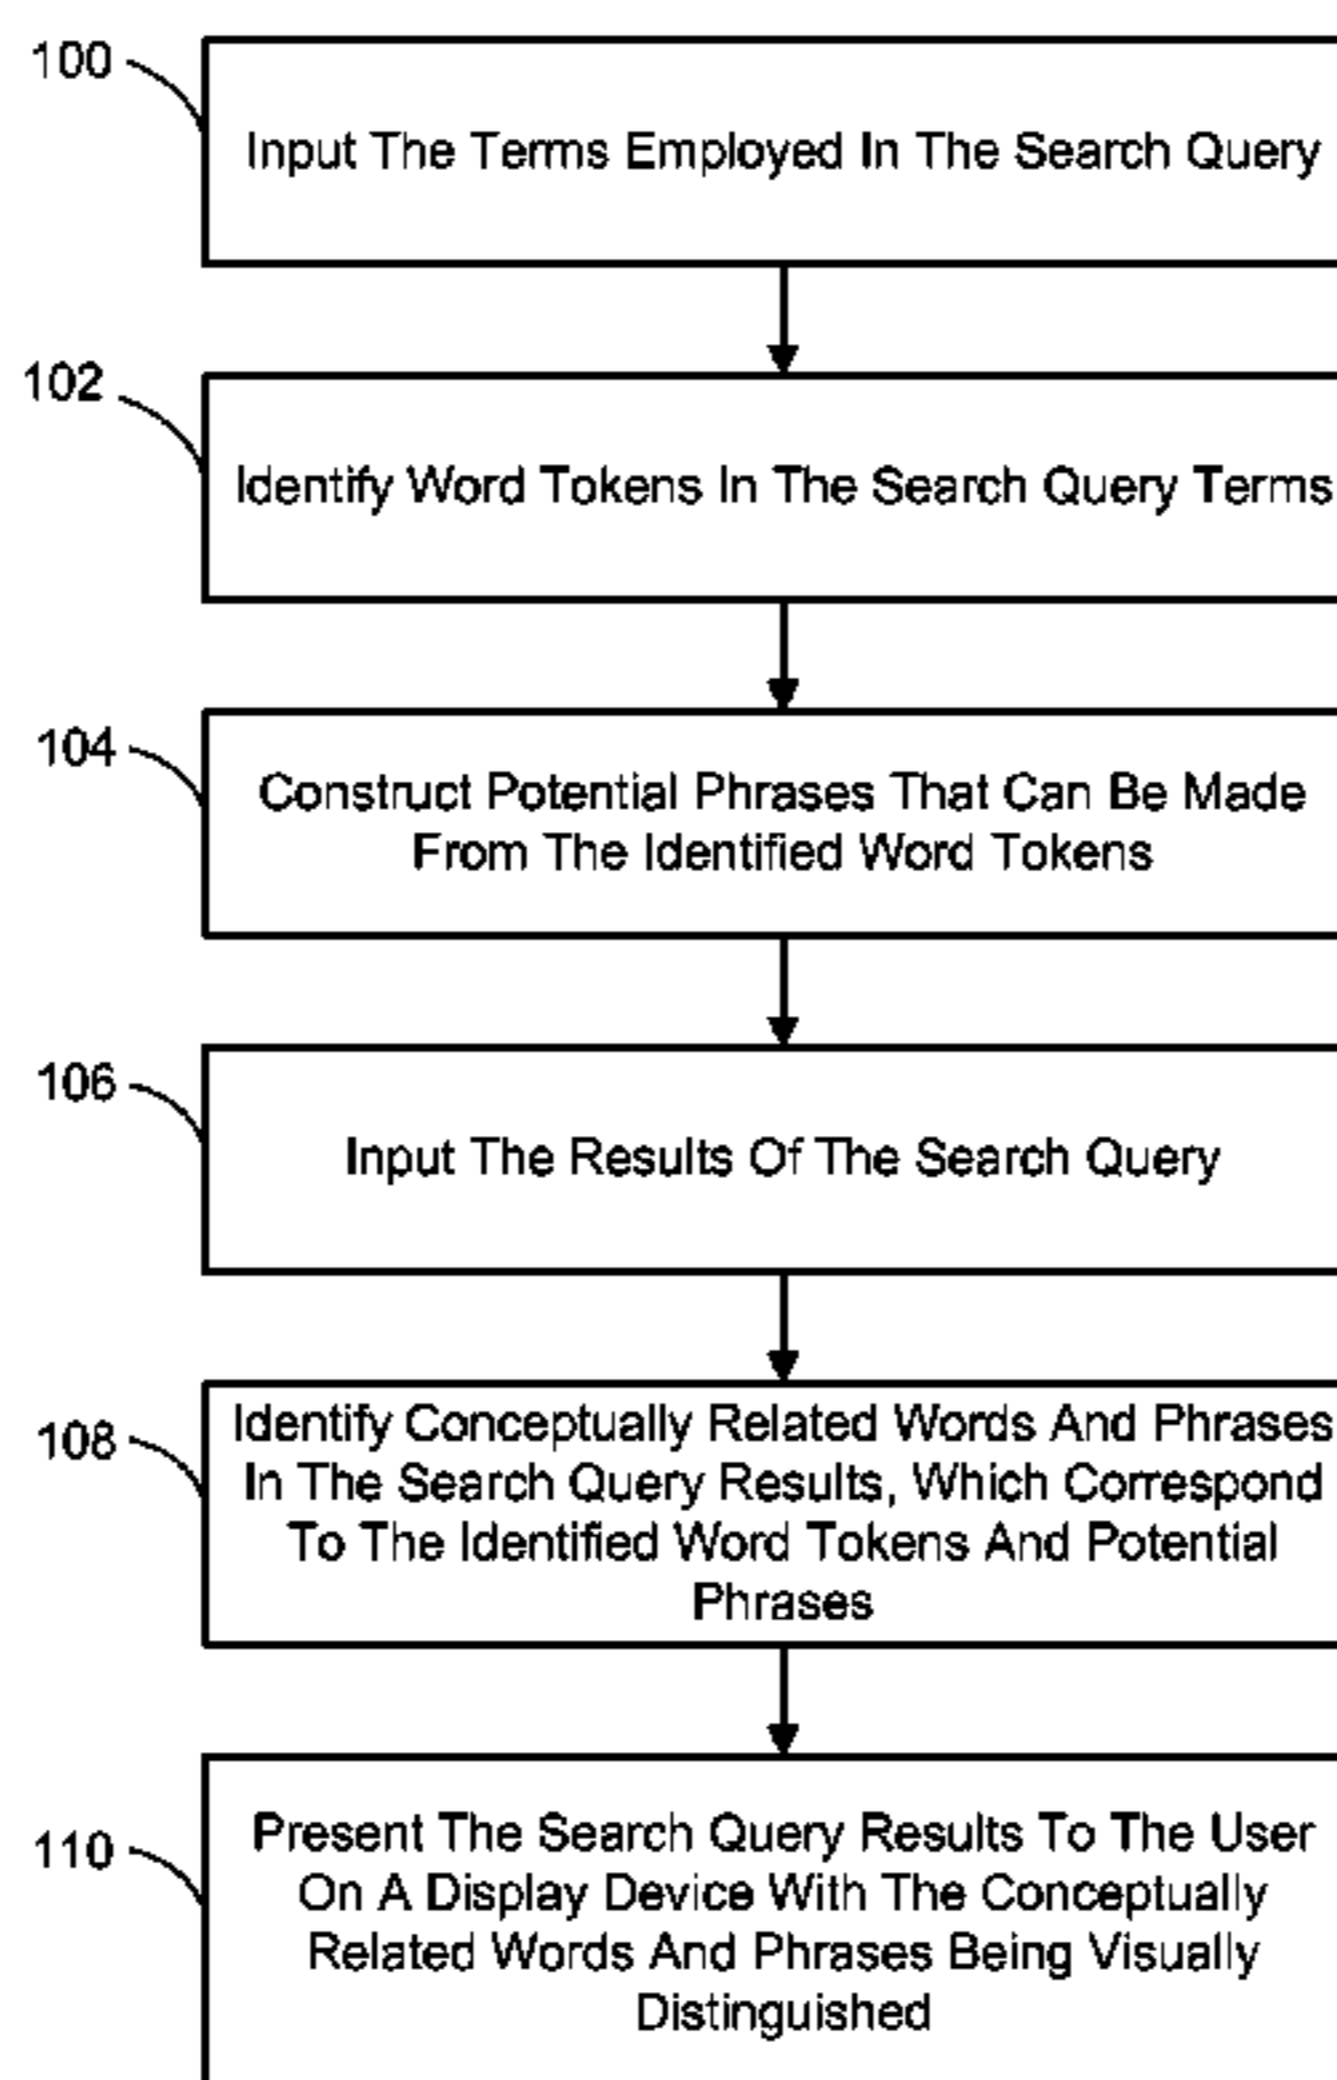 100
Input The Terms Employed In The Search Query
102
Identify Word Tokens In The Search Query Terms
104
Construct Potential Phrases That Can Be Made
From The Identified Word Tokens
106
Input The Results Of The Search Query
108
Identify Conceptually Related Words And Phrases
In The Search Query Results, Which Correspond
To The Identified Word Tokens And Potential
Phrases
110
Present The Search Query Results To The User
On A Display Device With The Conceptually
Related Words And Phrases Being Visually
Distinguished